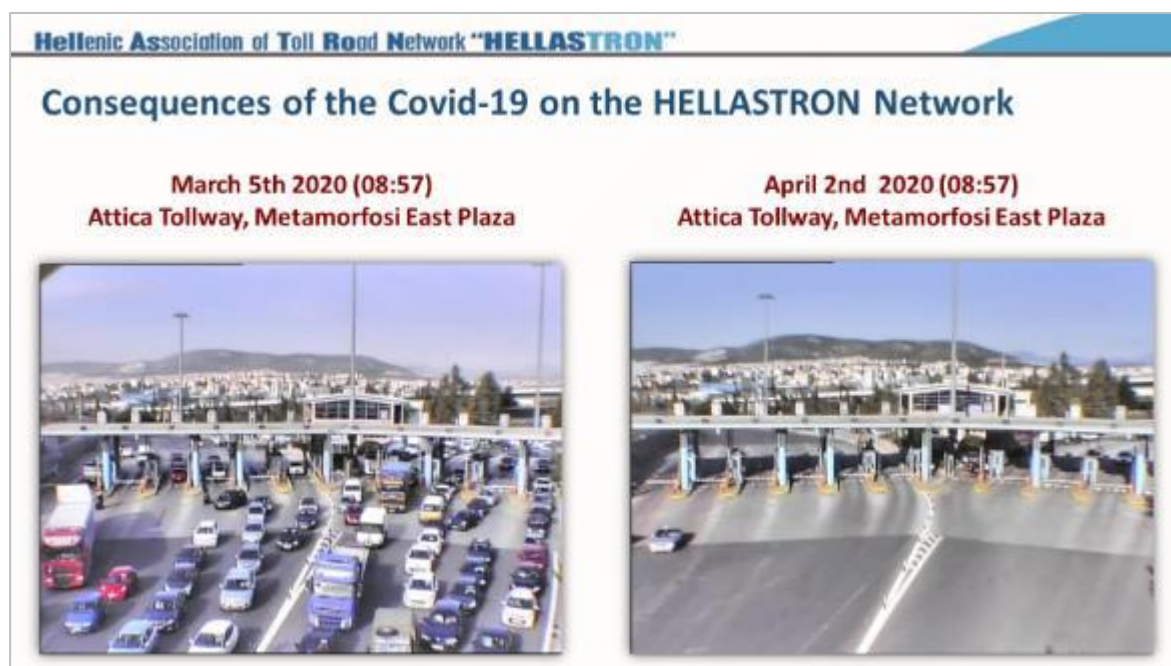 Hellenic Association of Toll Road Network "HELLASTRON"
Consequences of the Covid-19 on the HELLASTRON Network
March 5th 2020 (08:57)
Attica Tollway, Metamorfosi East Plaza
April 2nd 2020 (08:57)
Attica Tollway, Metamorfosi East Plaza